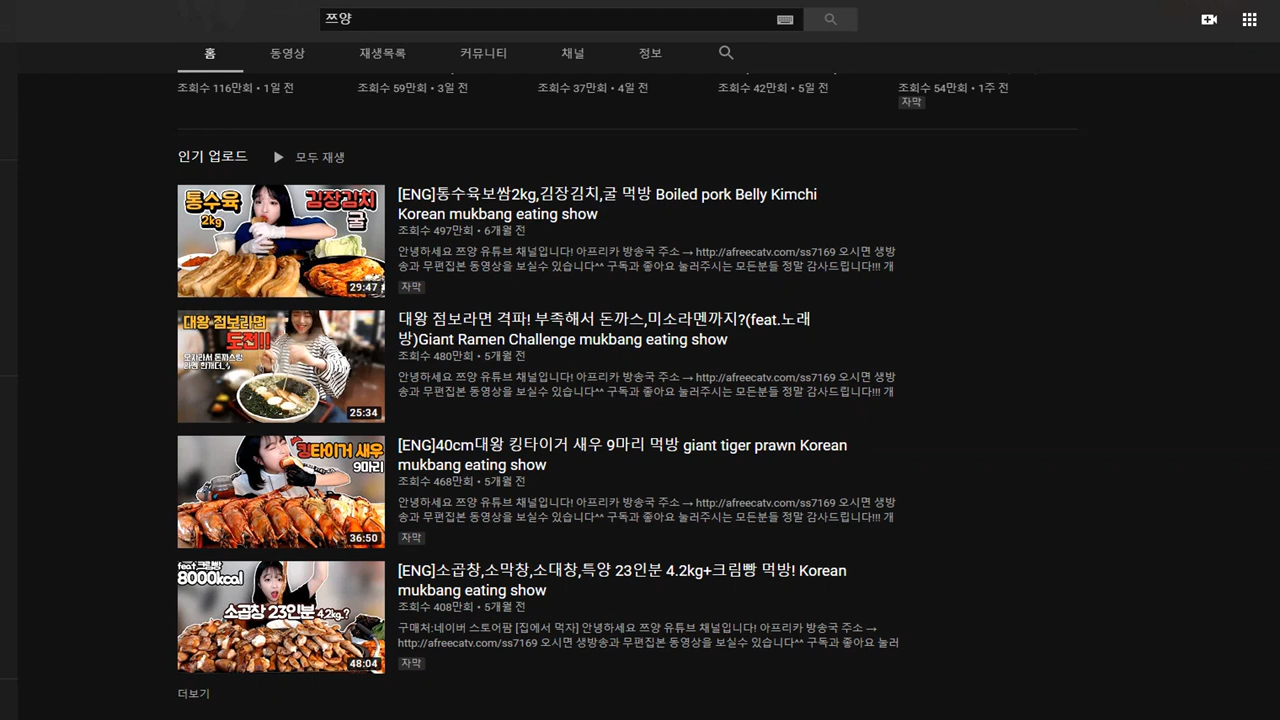 쯔양
홈 동영상 재생목록 커뮤니티 채널 정보
조회수 116만회 • 1일 전 조회수 59만회 • 3일 전 조회수 37만회 • 4일 전 조회수 42만회 • 5일 전 조회수 54만회 • 1주 전
자막
인기 업로드 모두 재생
통수육 2kg 김장김치 굴
29:47
[ENG]통수육보쌈2kg,김장김치,굴 먹방 Boiled pork Belly Kimchi
Korean mukbang eating show
조회수 497만회 • 6개월 전
안녕하세요 쯔양 유튜브 채널입니다! 아프리카 방송국 주소 → http://afreecatv.com/ss7169 오시면 생방
송과 무편집본 동영상을 보실수 있습니다^^ 구독과 좋아요 눌러주시는 모든분들 정말 감사드립니다!!! 개
자막
대왕 점보라면
도전!!
모자라서 돈까스랑
라멘 한개더..
25:34
대왕 점보라면 격파! 부족해서 돈까스,미소라멘까지?(feat.노래
방)Giant Ramen Challenge mukbang eating show
조회수 480만회 • 5개월 전
안녕하세요 쯔양 유튜브 채널입니다! 아프리카 방송국 주소 → http://afreecatv.com/ss7169 오시면 생방
송과 무편집본 동영상을 보실수 있습니다^^ 구독과 좋아요 눌러주시는 모든분들 정말 감사드립니다!!! 개
킹타이거 새우
9마리
36:50
[ENG]40cm대왕 킹타이거 새우 9마리 먹방 giant tiger prawn Korean
mukbang eating show
조회수 468만회 • 5개월 전
안녕하세요 쯔양 유튜브 채널입니다! 아프리카 방송국 주소 → http://afreecatv.com/ss7169 오시면 생방
송과 무편집본 동영상을 보실수 있습니다^^ 구독과 좋아요 눌러주시는 모든분들 정말 감사드립니다!!! 개
자막
feat.크림빵
8000kcal
소곱창 23인분 4.2kg..?
48:04
[ENG]소곱창,소막창,소대창,특양 23인분 4.2kg+크림빵 먹방! Korean
mukbang eating show
조회수 408만회 • 5개월 전
구매처:네이버 스토어팜 [집에서 먹자] 안녕하세요 쯔양 유튜브 채널입니다! 아프리카 방송국 주소 →
http://afreecatv.com/ss7169 오시면 생방송과 무편집본 동영상을 보실수 있습니다^^ 구독과 좋아요 눌러
자막
더보기